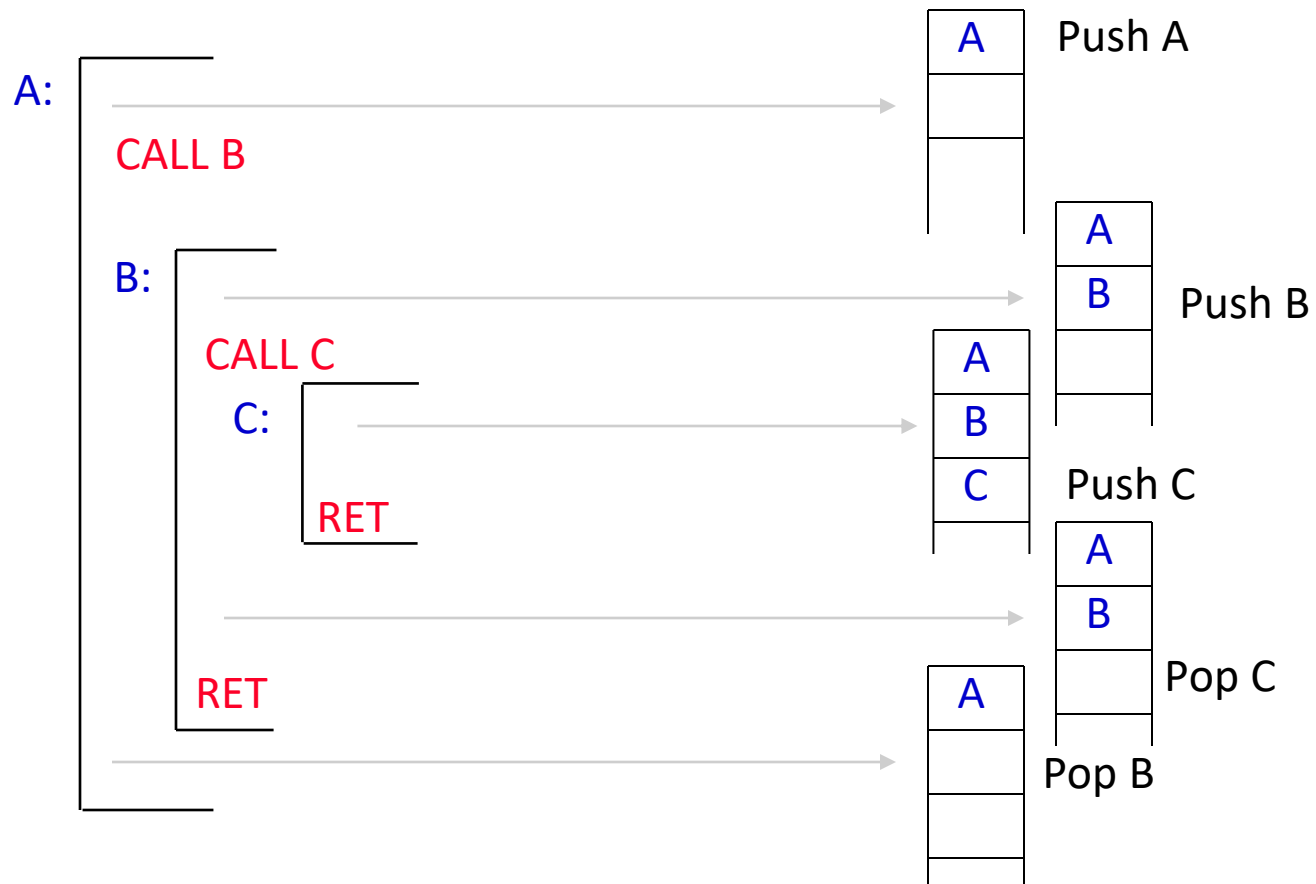 A Push A
A:
CALL B
A
B:
B Push B
CALL C
A
C:
B
C Push C
RET
A
B
Pop C
RET
A
Pop B